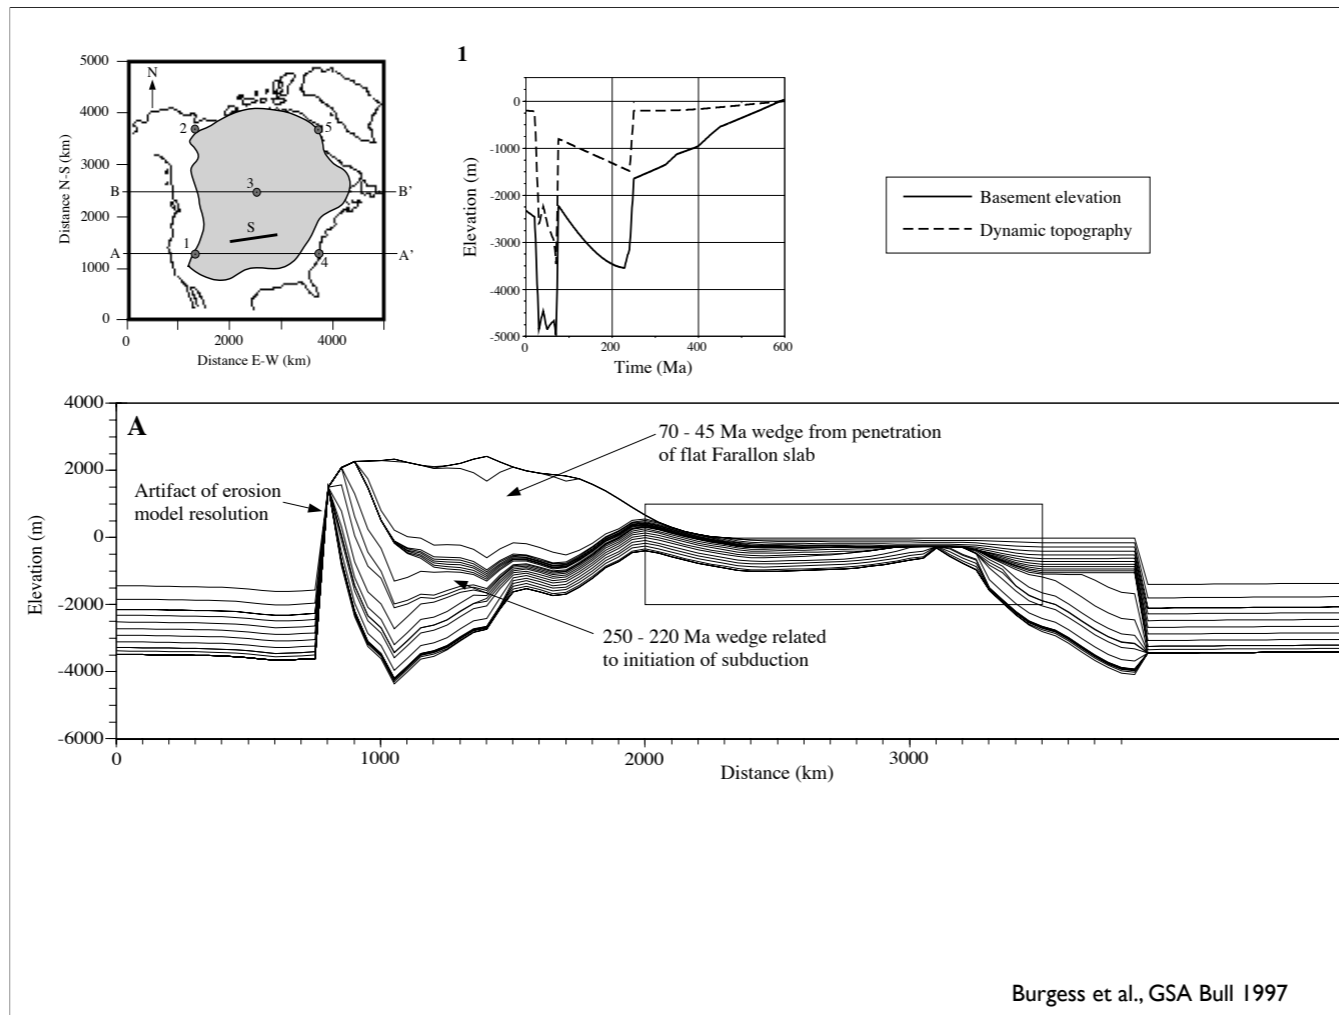 5000
4000
3000
2000
1000
0
Distance N-S (km)
N
2
5
3
B
B'
S
1
A
4
A'
0
2000
4000
Distance E-W (km)
1
0
-1000
-2000
-3000
-4000
-5000
Elevation (m)
0
200
400
600
Time (Ma)
Basement elevation
Dynamic topography
4000
2000
0
-2000
-4000
-6000
Elevation (m)
A
70 - 45 Ma wedge from penetration
of flat Farallon slab
Artifact of erosion
model resolution
250 - 220 Ma wedge related
to initiation of subduction
0
1000
2000
3000
Distance (km)
Burgess et al., GSA Bull 1997